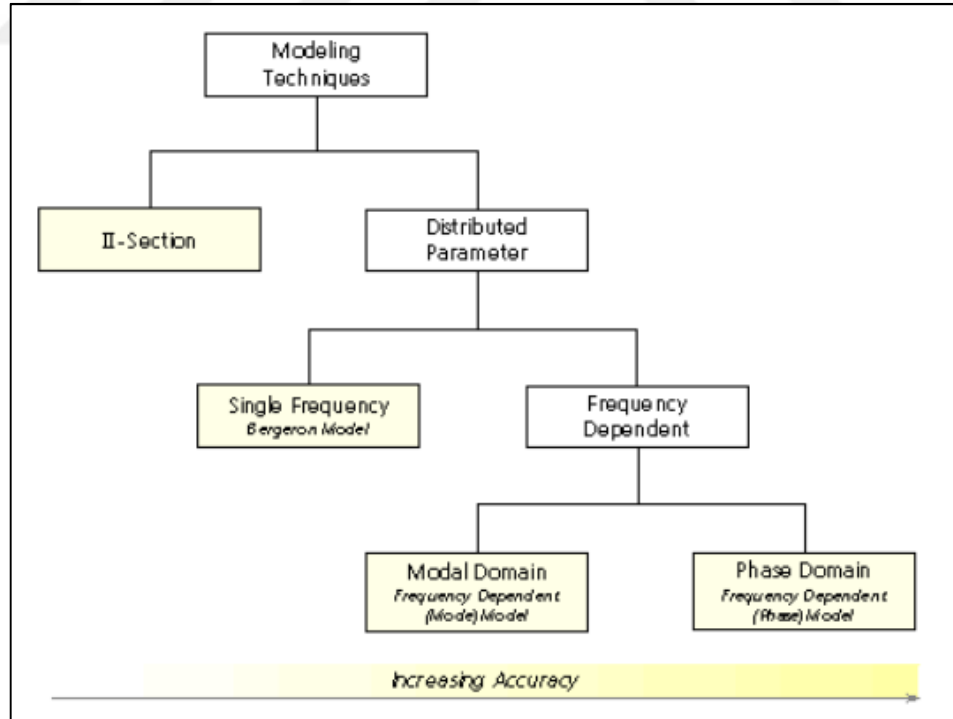 Modeling
Techniques
Π-Section
Distributed
Parameter
Single Frequency
Bergeron Model
Frequency
Dependent
Modal Domain
Frequency Dependent
(Mode) Model
Phase Domain
Frequency Dependent
(Phase) Model
Increasing Accuracy